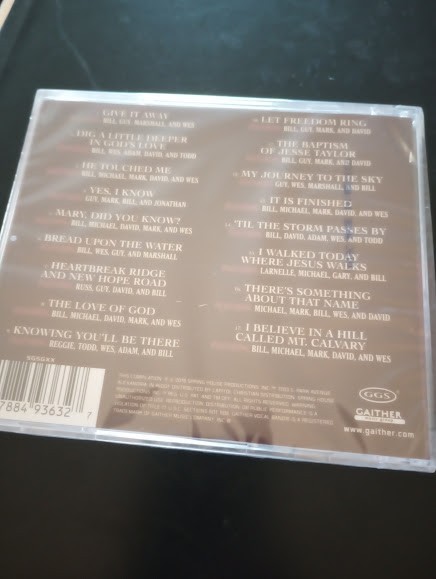 GIVE IT AWAY
BILL, GUY, MARSHALL, AND WES
DIG A LITTLE DEEPER
IN GOD'S LOVE
BILL, WES, ADAM, DAVID, AND TODD
HE TOUCHED ME
BILL, MICHAEL, DAVID, MARK, AND WES
YES, I KNOW
GUY, MARK, BILL, AND JONATHAN
MARY, DID YOU KNOW?
BILL, MICHAEL, DAVID, MARK, AND WES
BREAD UPON THE WATER
BILL, WES, GUY, AND MARSHALL
HEARTBREAK RIDGE
AND NEW HOPE ROAD
RUSS, GUY, DAVID, AND BILL
THE LOVE OF GOD
BILL, MICHAEL, DAVID, MARK, AND WES
KNOWING YOU'LL BE THERE
REGGIE, TODD, WES, ADAM, AND BILL
LET FREEDOM RING
BILL, GUY, MARK, AND DAVID
THE BAPTISM
OF JESSE TAYLOR
BILL, GUY, MARK, AND DAVID
MY JOURNEY TO THE SKY
GUY, WES, MARSHALL, AND BILL
IT IS FINISHED
BILL, MICHAEL, MARK, DAVID, AND WES
'TIL THE STORM PASSES BY
BILL, DAVID, ADAM, WES, AND TODD
I WALKED TODAY
WHERE JESUS WALKS
LARNELLE, MICHAEL, GARY, AND BILL
THERE'S SOMETHING
ABOUT THAT NAME
MICHAEL, MARK, BILL, WES, AND DAVID
I BELIEVE IN A HILL
CALLED MT. CALVARY
BILL, MICHAEL, MARK, DAVID, AND WES
7884 93632 7
GGS
GAITHER
www.gaither.com